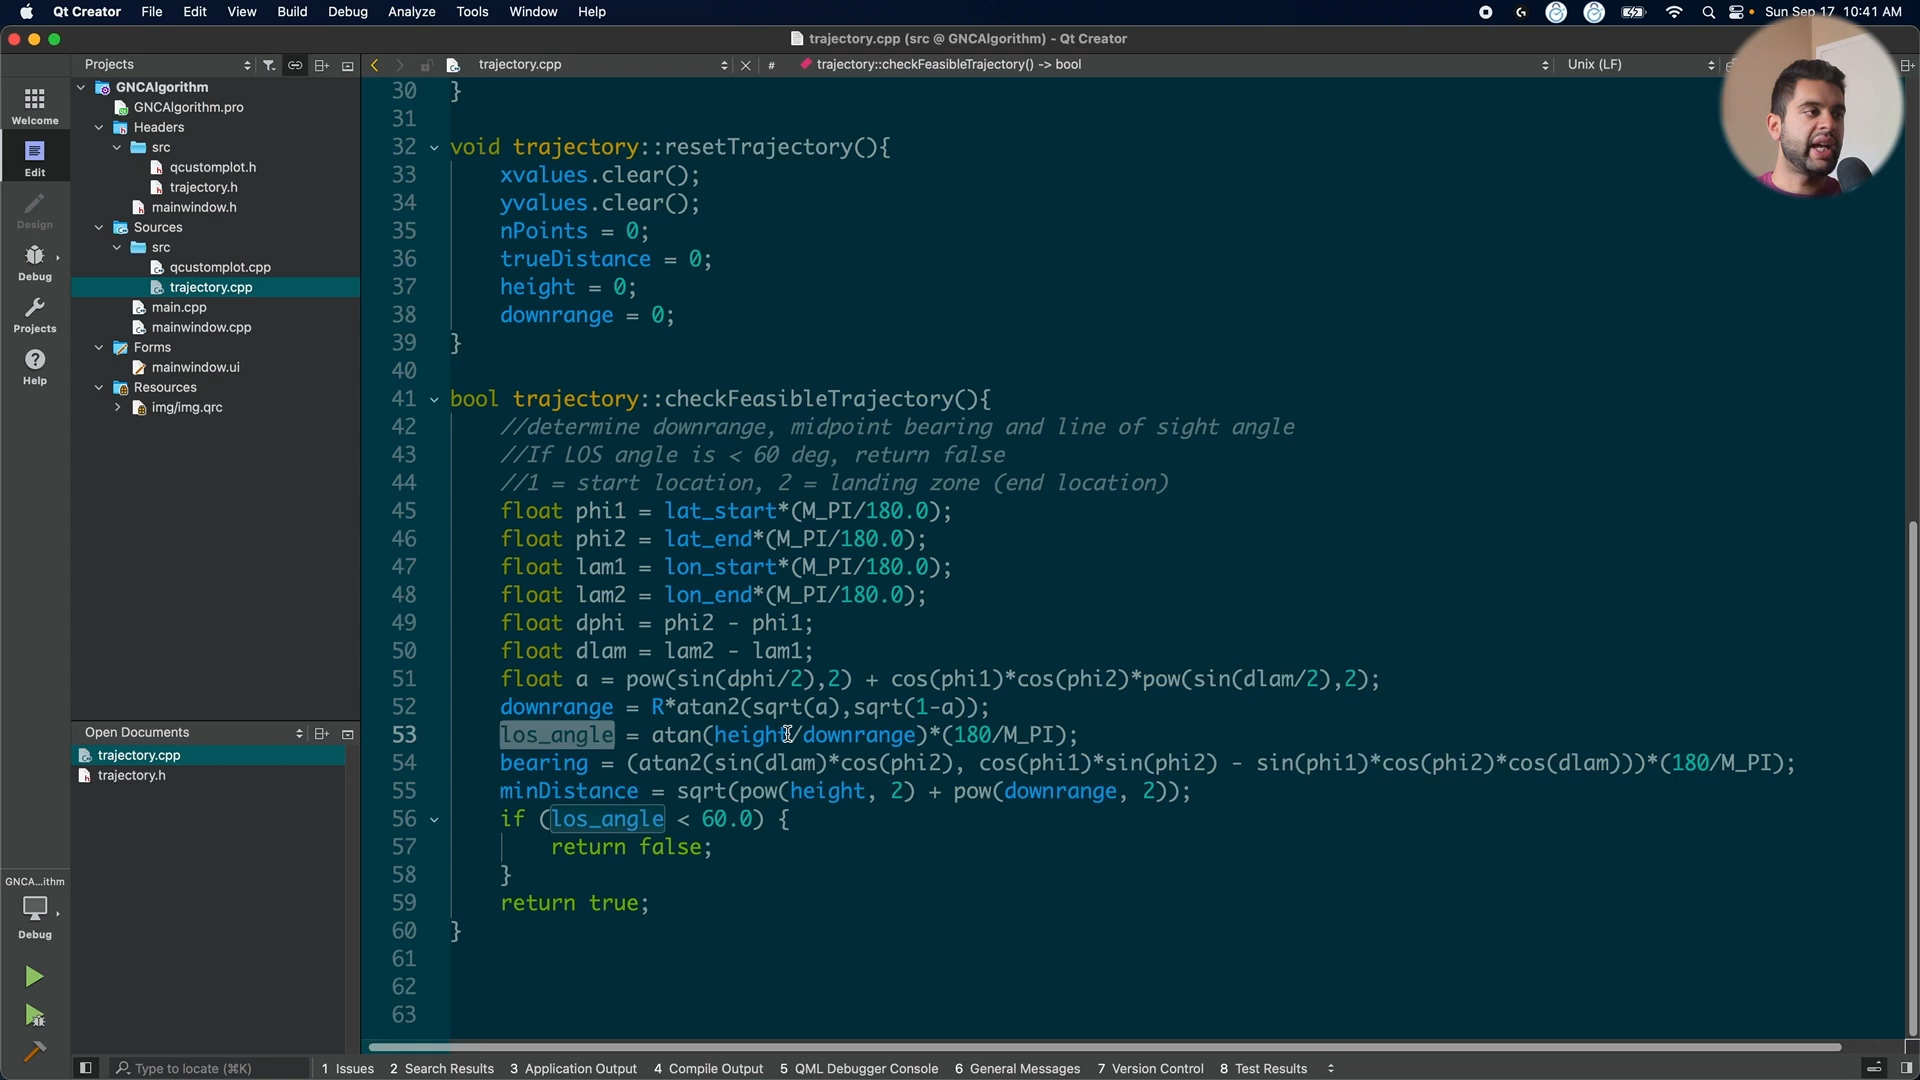 Qt Creator File Edit View Build Debug Analyze Tools Window Help Sun Sep 17 10:41 AM
trajectory.cpp (src @ GNCAlgorithm) - Qt Creator
Projects
trajectory.cpp # trajectory::checkFeasibleTrajectory() -> bool Unix (LF)
Welcome
Edit
Design
Debug
Projects
Help
GNCAlgorithm
GNCAlgorithm.pro
Headers
src
qcustomplot.h
trajectory.h
mainwindow.h
Sources
src
qcustomplot.cpp
trajectory.cpp
main.cpp
mainwindow.cpp
Forms
mainwindow.ui
Resources
img/img.qrc
Open Documents
trajectory.cpp
trajectory.h
GNCA...ithm
Debug
30 }
31
32 void trajectory::resetTrajectory(){
33 xvalues.clear();
34 yvalues.clear();
35 nPoints = 0;
36 trueDistance = 0;
37 height = 0;
38 downrange = 0;
39 }
40
41 bool trajectory::checkFeasibleTrajectory(){
42 //determine downrange, midpoint bearing and line of sight angle
43 //If LOS angle is < 60 deg, return false
44 //1 = start location, 2 = landing zone (end location)
45 float phi1 = lat_start*(M_PI/180.0);
46 float phi2 = lat_end*(M_PI/180.0);
47 float lam1 = lon_start*(M_PI/180.0);
48 float lam2 = lon_end*(M_PI/180.0);
49 float dphi = phi2 - phi1;
50 float dlam = lam2 - lam1;
51 float a = pow(sin(dphi/2),2) + cos(phi1)*cos(phi2)*pow(sin(dlam/2),2);
52 downrange = R*atan2(sqrt(a),sqrt(1-a));
53 los_angle = atan(height/downrange)*(180/M_PI);
54 bearing = (atan2(sin(dlam)*cos(phi2), cos(phi1)*sin(phi2) - sin(phi1)*cos(phi2)*cos(dlam)))*(180/M_PI);
55 minDistance = sqrt(pow(height, 2) + pow(downrange, 2));
56 if (los_angle < 60.0) {
57 return false;
58 }
59 return true;
60 }
61
62
63
Type to locate (⌘K) 1 Issues 2 Search Results 3 Application Output 4 Compile Output 5 QML Debugger Console 6 General Messages 7 Version Control 8 Test Results